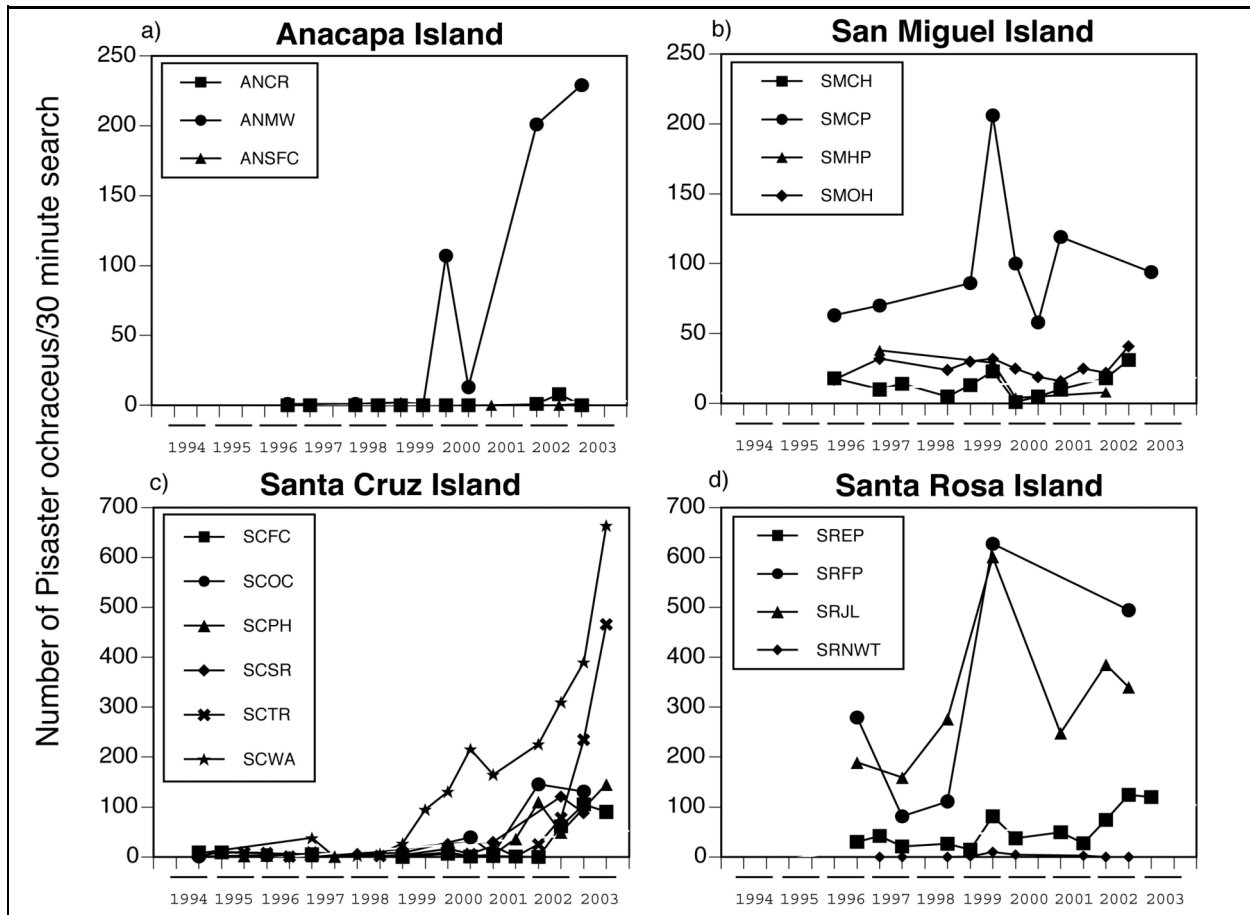 Number of Pisaster ochraceus/30 minute search
a) Anacapa Island
250
200
150
100
50
0
ANCR
ANMW
ANSFC
1994 1995 1996 1997 1998 1999 2000 2001 2002 2003
b) San Miguel Island
250
200
150
100
50
0
SMCH
SMCP
SMHP
SMOH
1994 1995 1996 1997 1998 1999 2000 2001 2002 2003
c) Santa Cruz Island
700
600
500
400
300
200
100
0
SCFC
SCOC
SCPH
SCSR
SCTR
SCWA
1994 1995 1996 1997 1998 1999 2000 2001 2002 2003
d) Santa Rosa Island
700
600
500
400
300
200
100
0
SREP
SRFP
SRJL
SRNWT
1994 1995 1996 1997 1998 1999 2000 2001 2002 2003